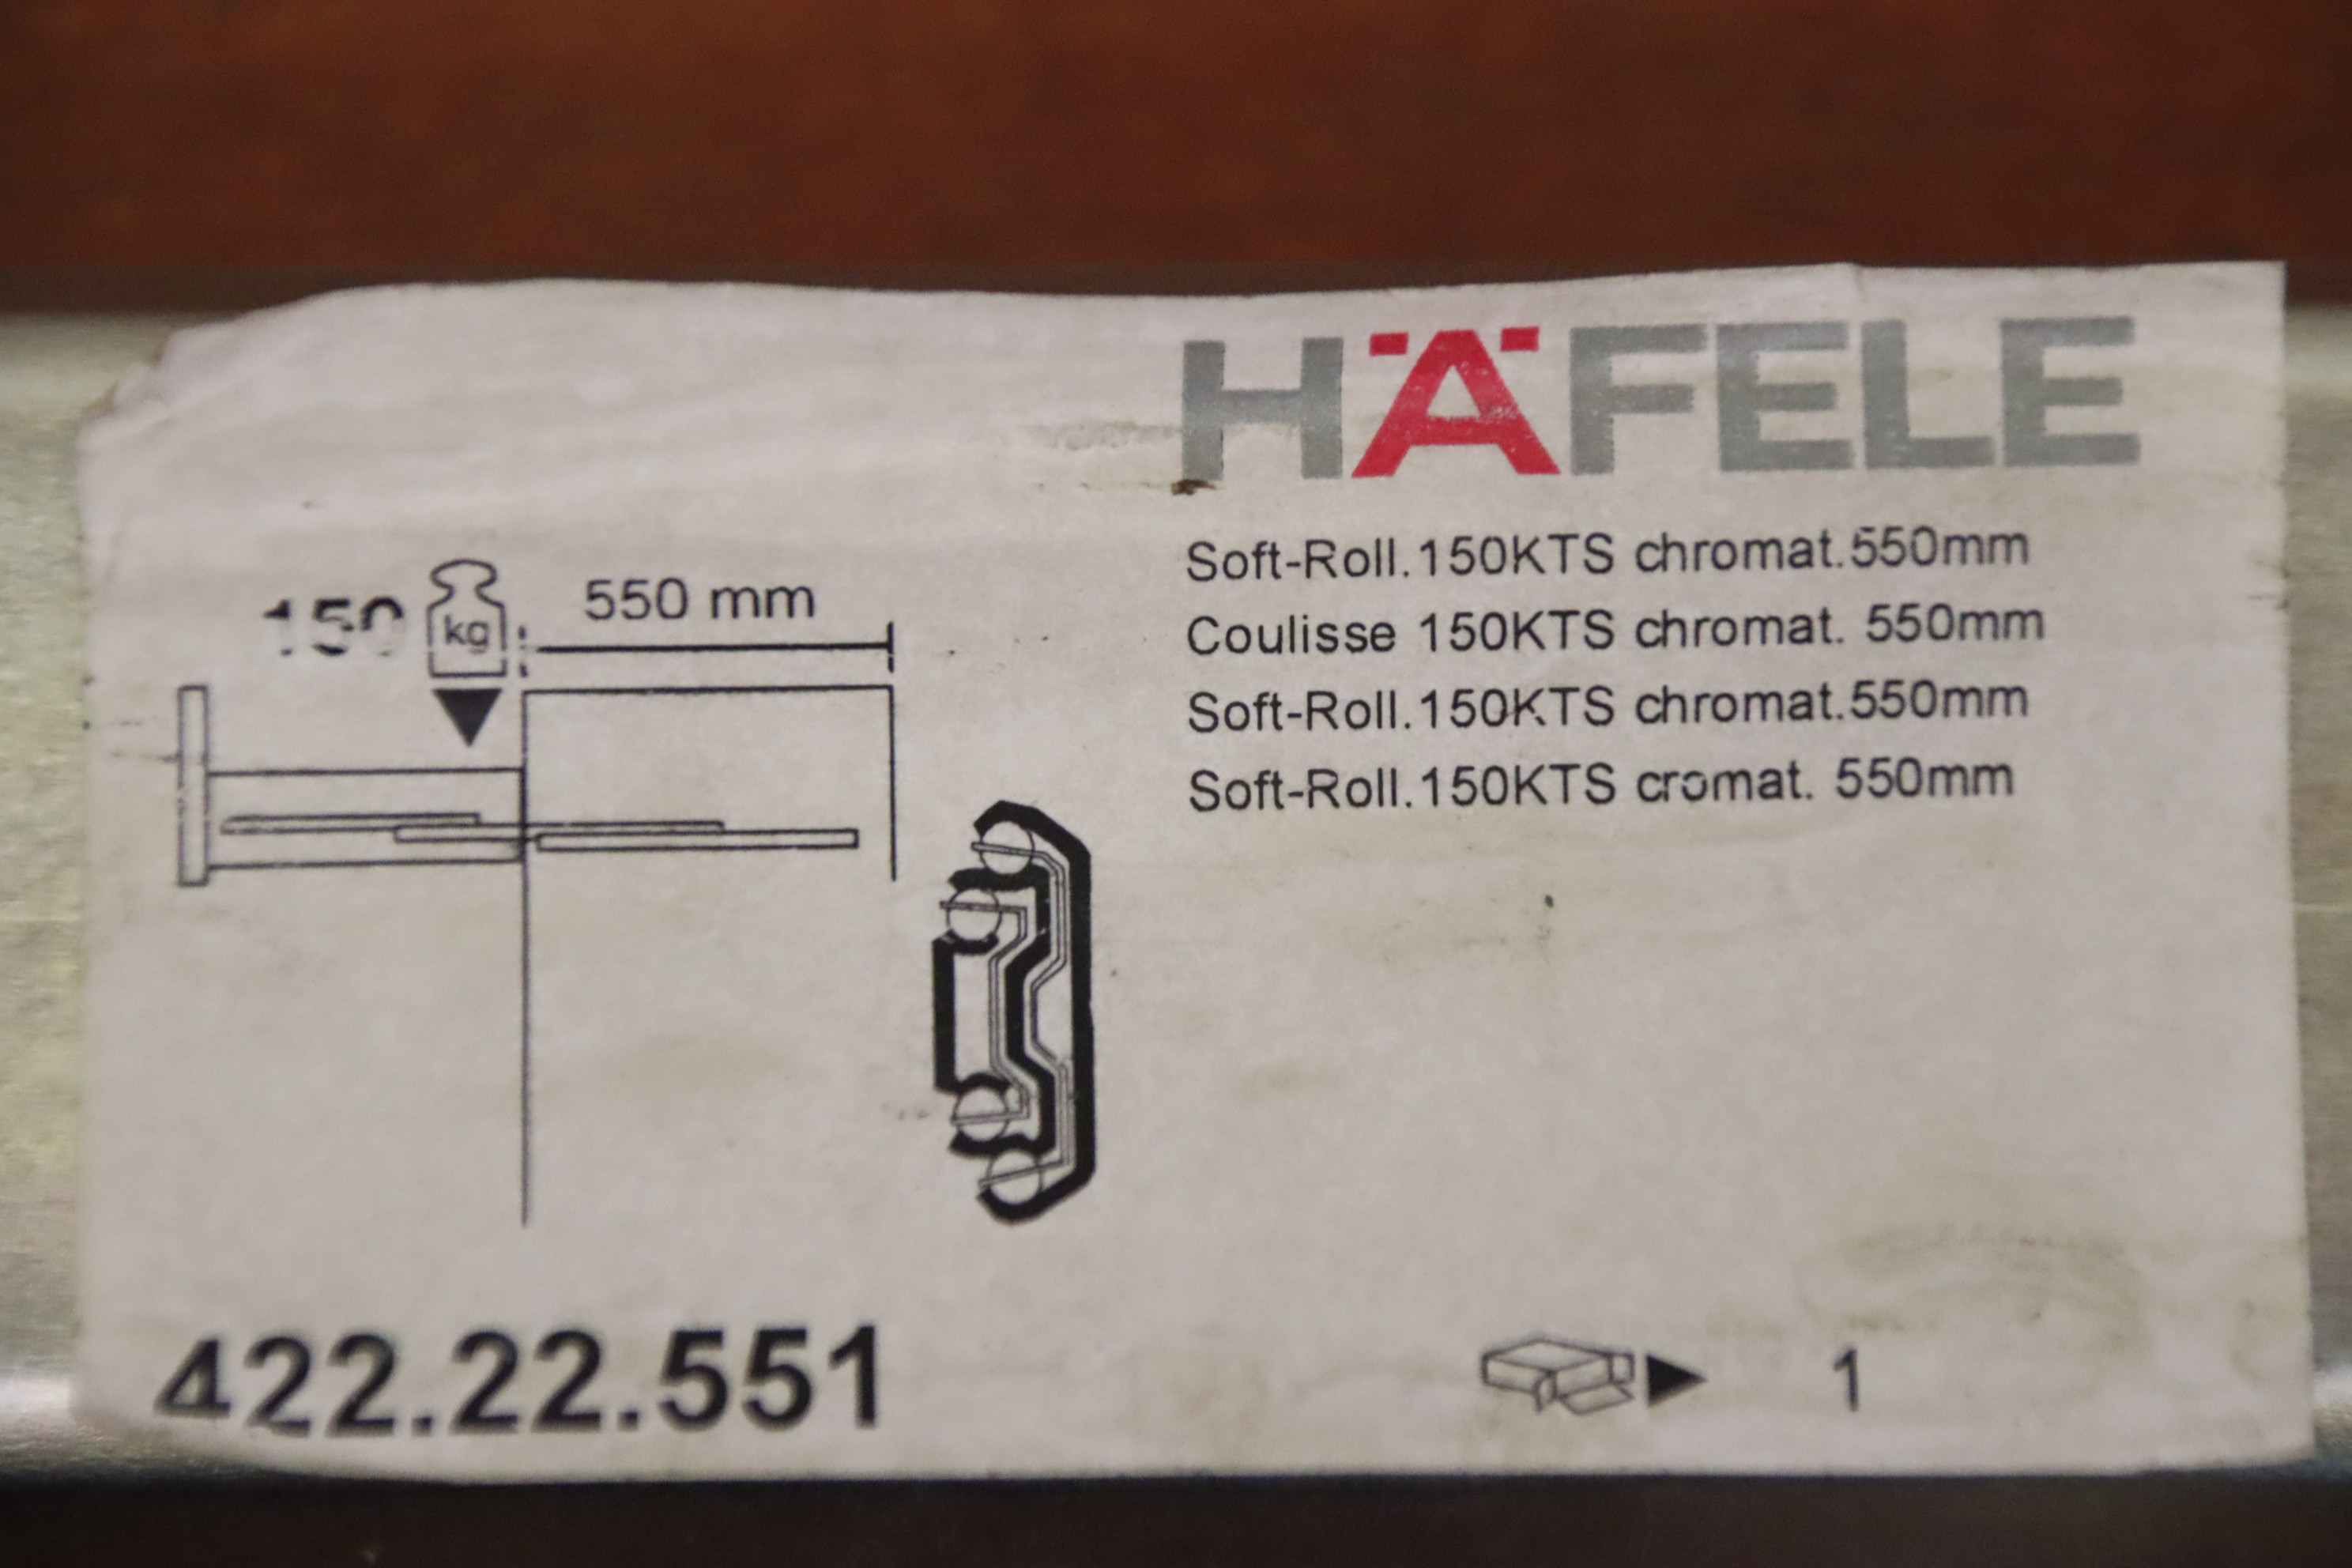 HÄFELE
Soft-Roll.150KTS chromat.550mm
Coulisse 150KTS chromat. 550mm
Soft-Roll.150KTS chromat.550mm
Soft-Roll.150KTS cromat. 550mm
150 kg
550 mm
422.22.551
1